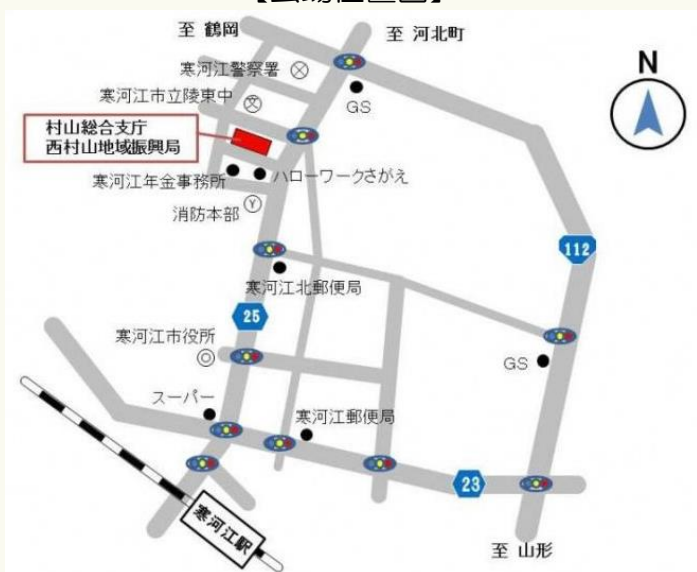 至 鶴岡
至 河北町
寒河江警察署
GS
N
寒河江市立陵東中
文
村山総合支庁
西村山地域振興局
寒河江年金事務所
ハローワークさがえ
消防本部
Y
112
寒河江北郵便局
25
寒河江市役所
GS
スーパー
寒河江郵便局
23
寒河江駅
至 山形